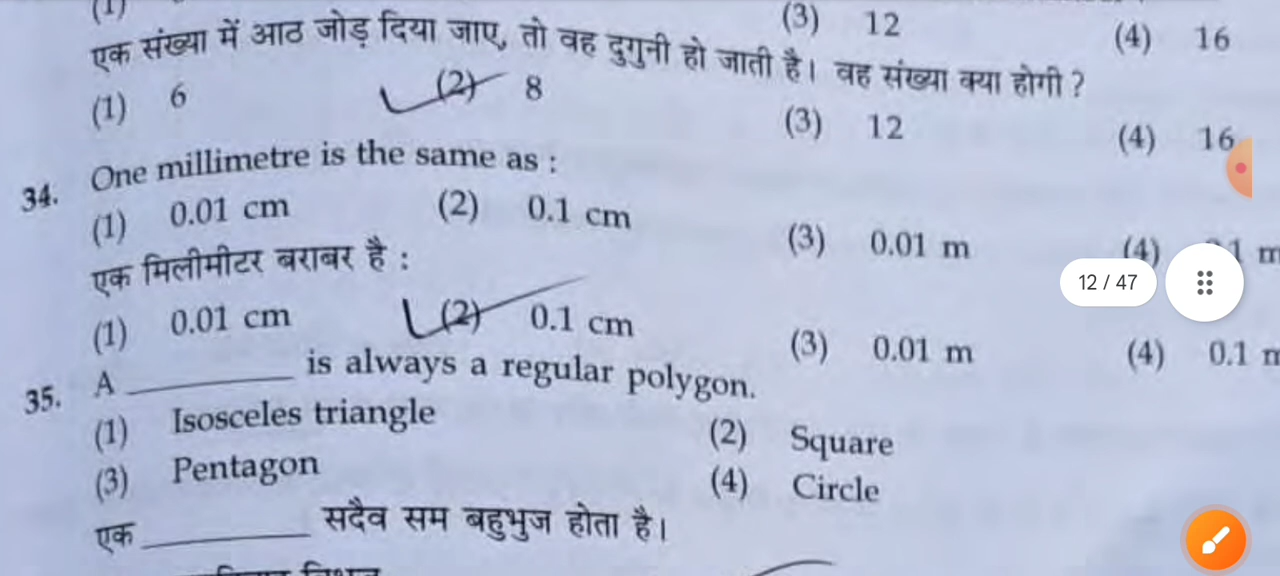 (1) (3) 12 (4) 16
एक संख्या में आठ जोड़ दिया जाए, तो वह दुगुनी हो जाती है। वह संख्या क्या होगी ?
(1) 6 (2) 8 (3) 12 (4) 16
34. One millimetre is the same as :
(1) 0.01 cm (2) 0.1 cm (3) 0.01 m (4)
एक मिलीमीटर बराबर है :
(1) 0.01 cm (2) 0.1 cm (3) 0.01 m (4) 0.1
12 / 47
35. A ________ is always a regular polygon.
(1) Isosceles triangle (2) Square
(3) Pentagon (4) Circle
एक ________ सदैव सम बहुभुज होता है।